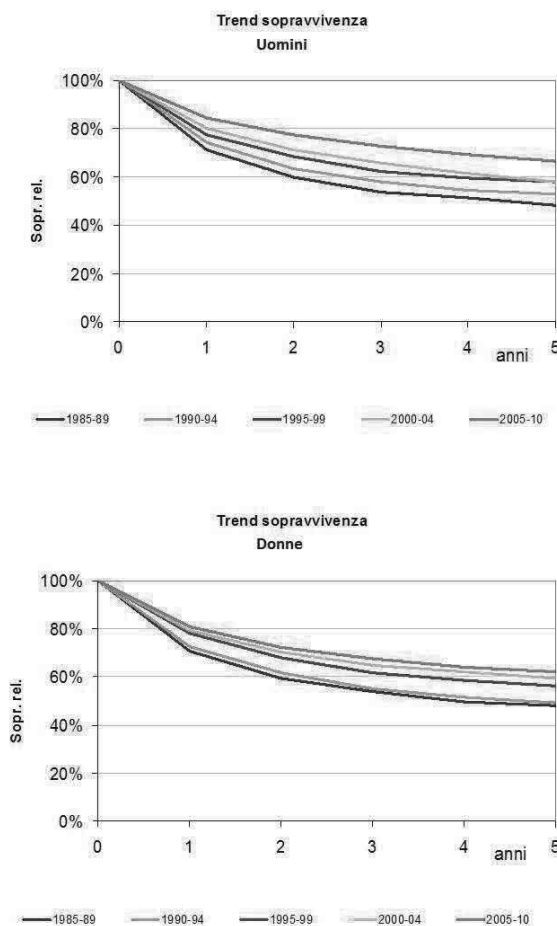 Trend sopravvivenza
Uomini
100%
80%
60%
40%
20%
0%
Sopr. rel.
0 1 2 3 4 5
anni
1985-89 1990-94 1995-99 2000-04 2005-10
Trend sopravvivenza
Donne
100%
80%
60%
40%
20%
0%
Sopr. rel.
0 1 2 3 4 5
anni
1985-89 1990-94 1995-99 2000-04 2005-10